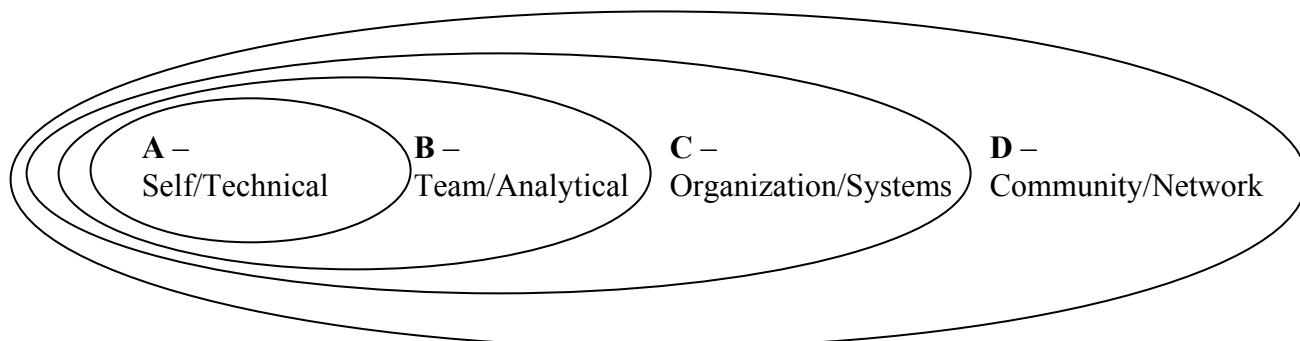 A –
Self/Technical
B –
Team/Analytical
C –
Organization/Systems
D –
Community/Network